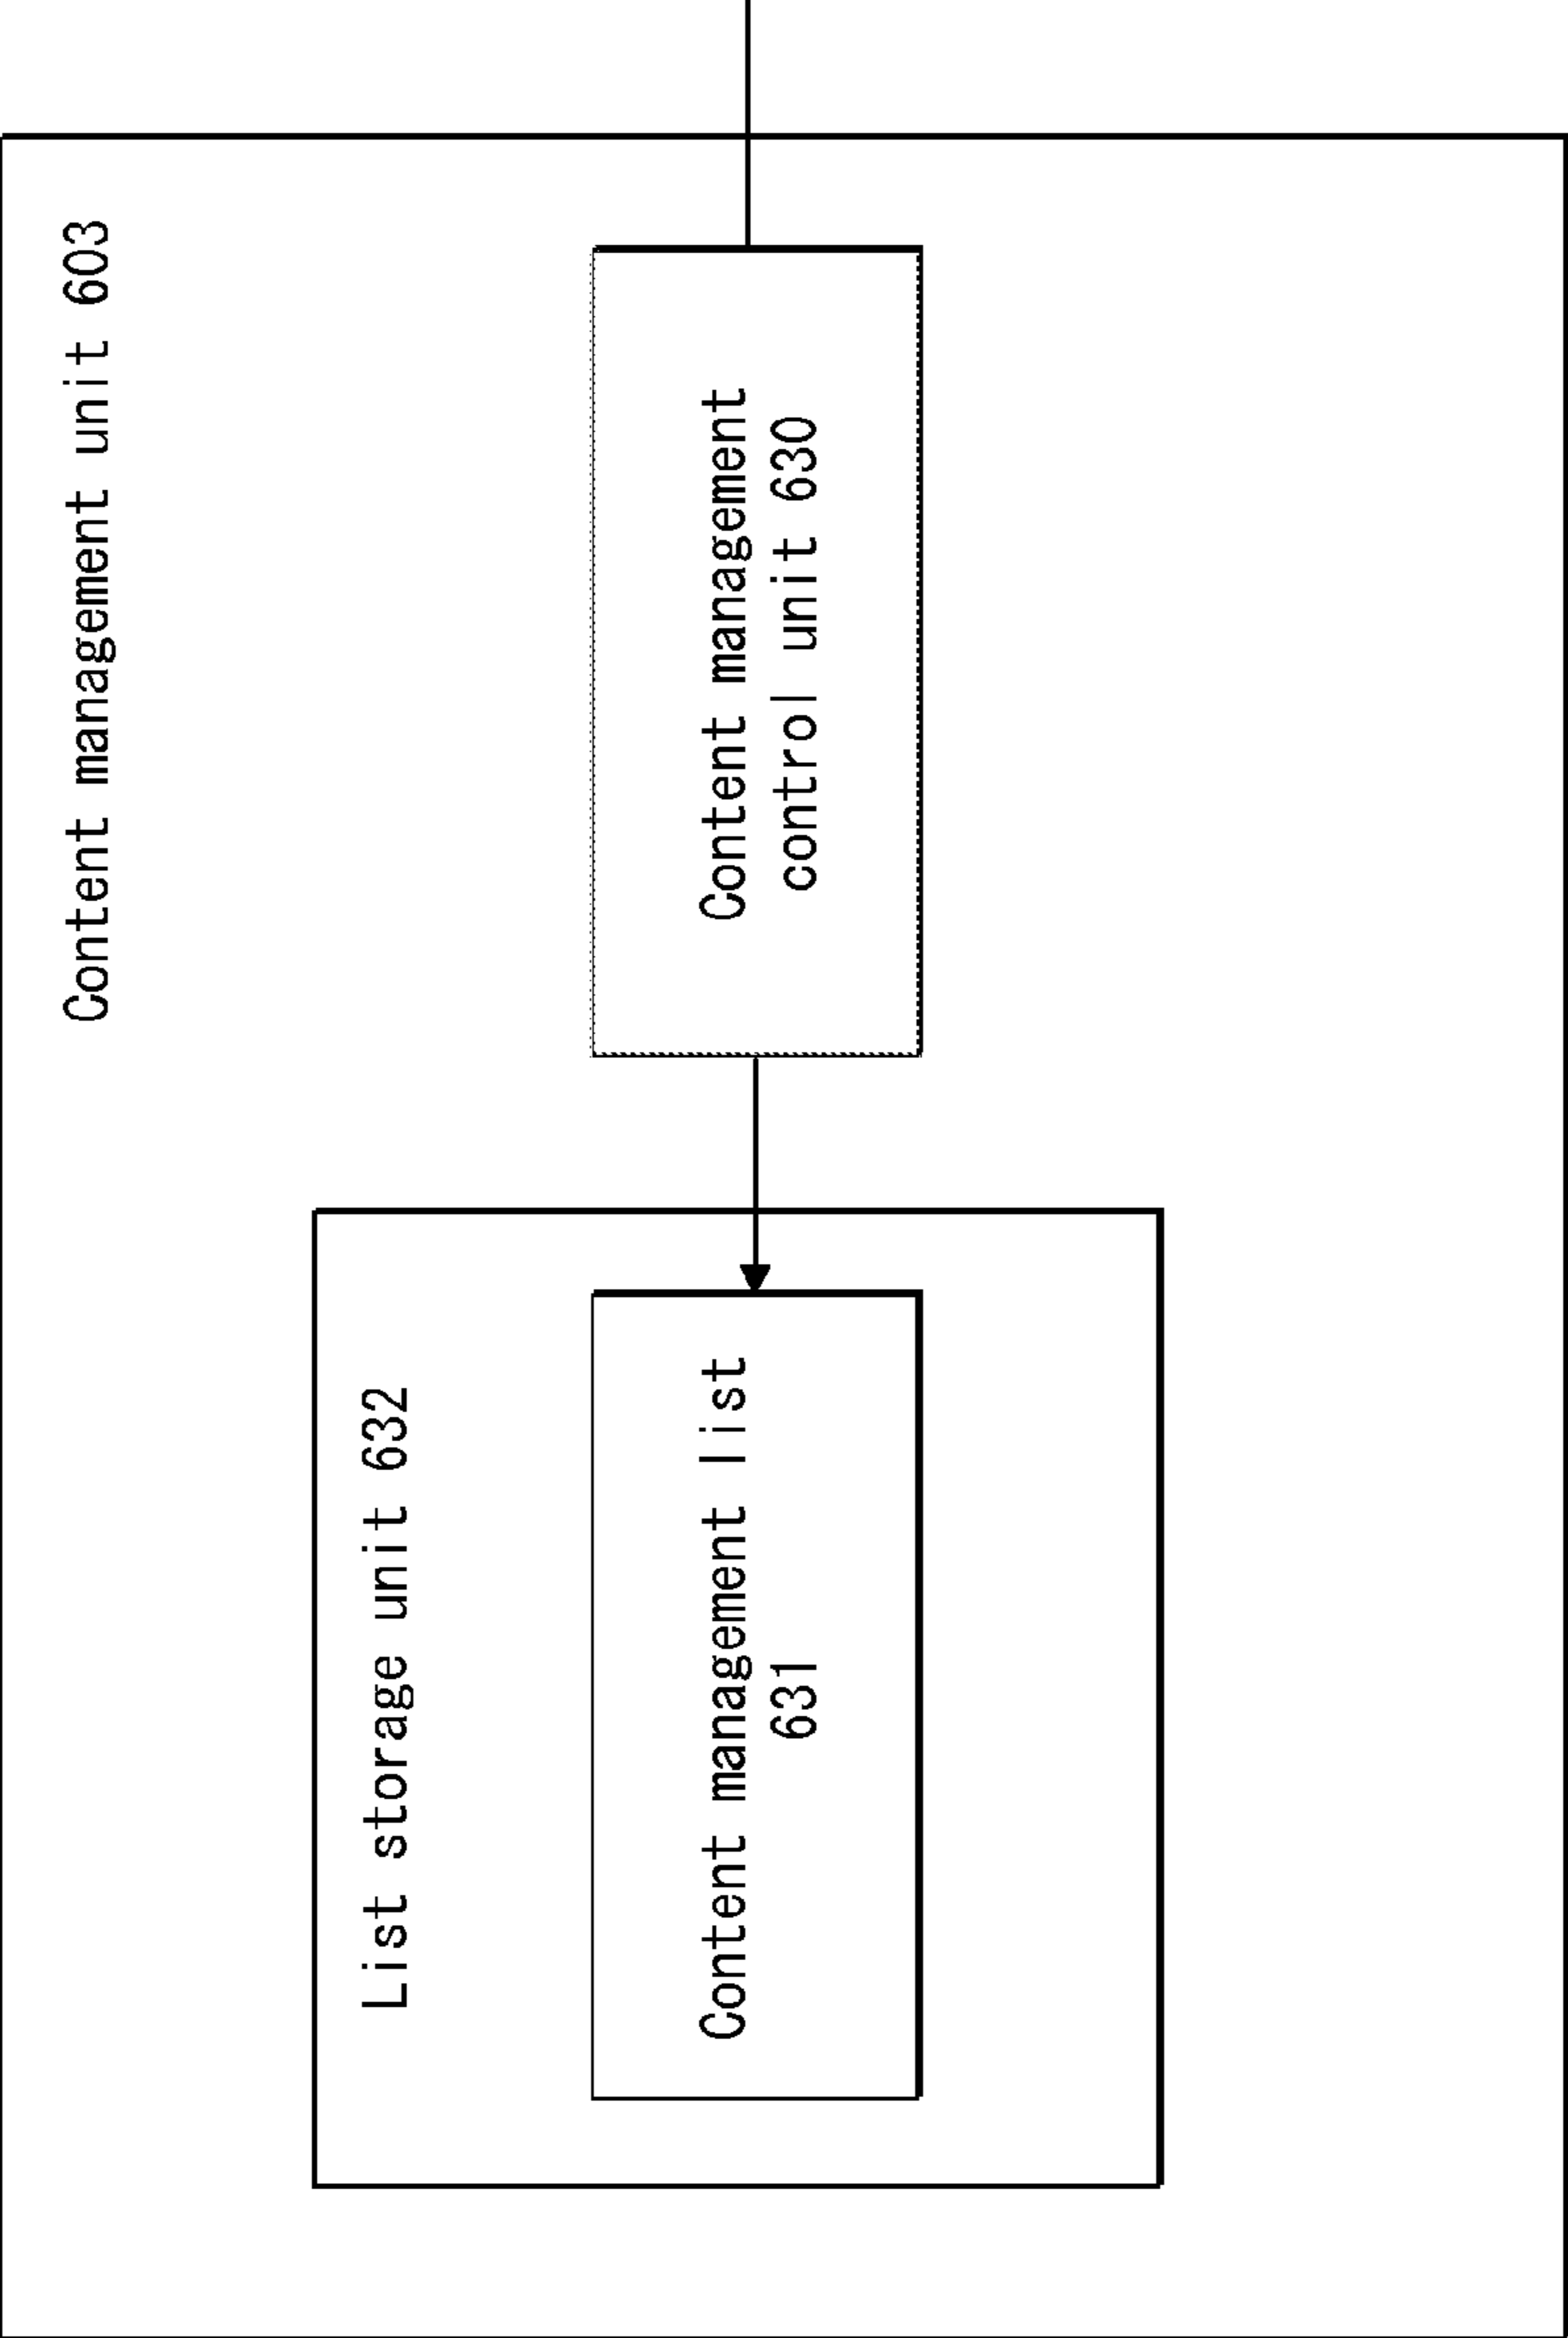 Content management unit 603
List storage unit 632
Content management list
631
Content management
control unit 630